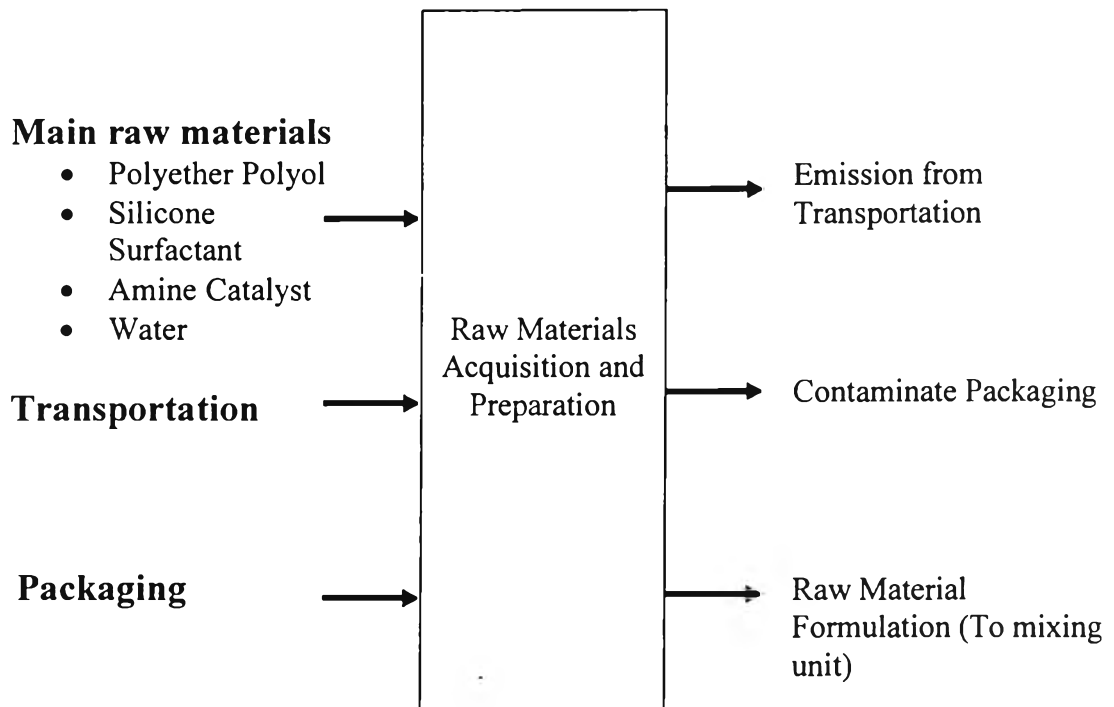 Main raw materials
• Polyether Polyol
• Silicone
Surfactant
• Amine Catalyst
• Water
Transportation
Packaging
Raw Materials
Acquisition and
Preparation
Emission from
Transportation
Contaminate Packaging
Raw Material
Formulation (To mixing
unit)